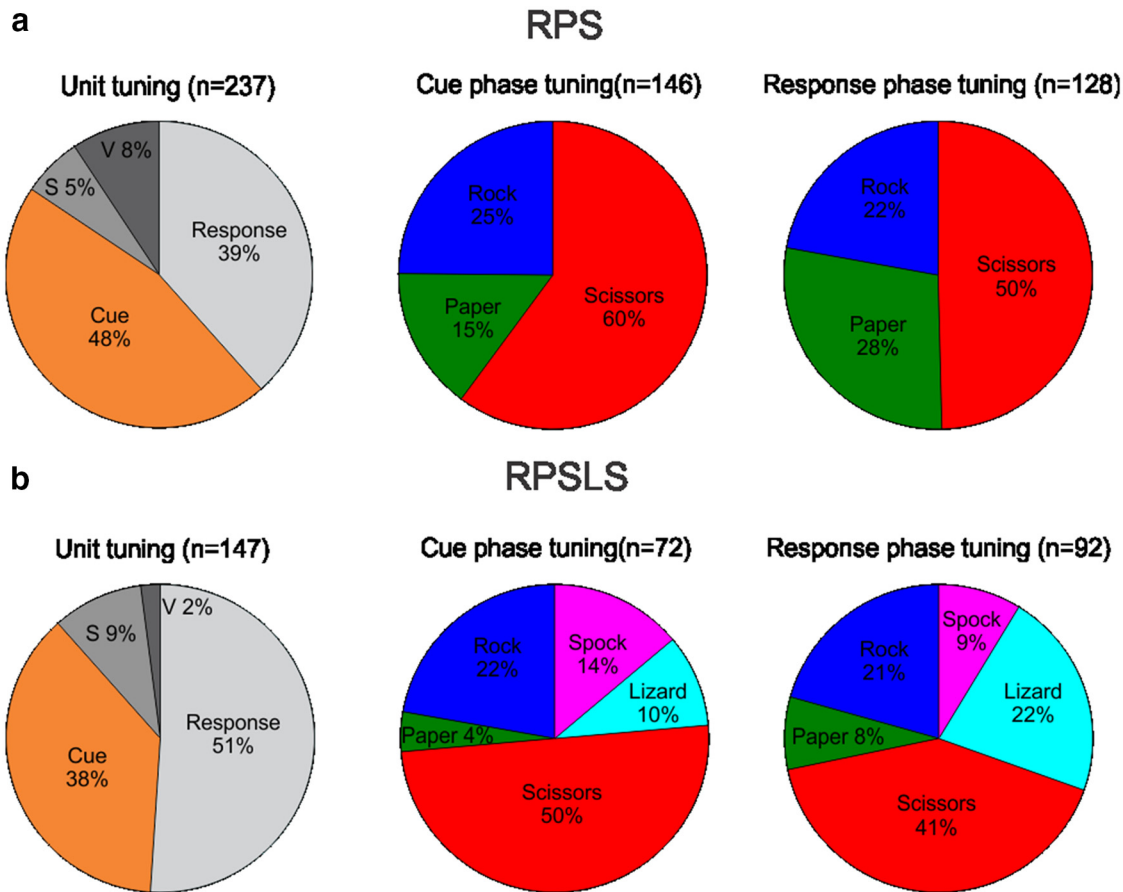 a
RPS
Unit tuning (n=237)
Cue phase tuning(n=146)
Response phase tuning (n=128)
V 8%
S 5%
Response
39%
Cue
48%
Rock
25%
Paper
15%
Scissors
60%
Rock
22%
Paper
28%
Scissors
50%
b
RPSLS
Unit tuning (n=147)
Cue phase tuning(n=72)
Response phase tuning (n=92)
V 2%
S 9%
Response
51%
Cue
38%
Rock
22%
Spock
14%
Lizard
10%
Paper 4%
Scissors
50%
Rock
21%
Spock
9%
Lizard
22%
Paper 8%
Scissors
41%